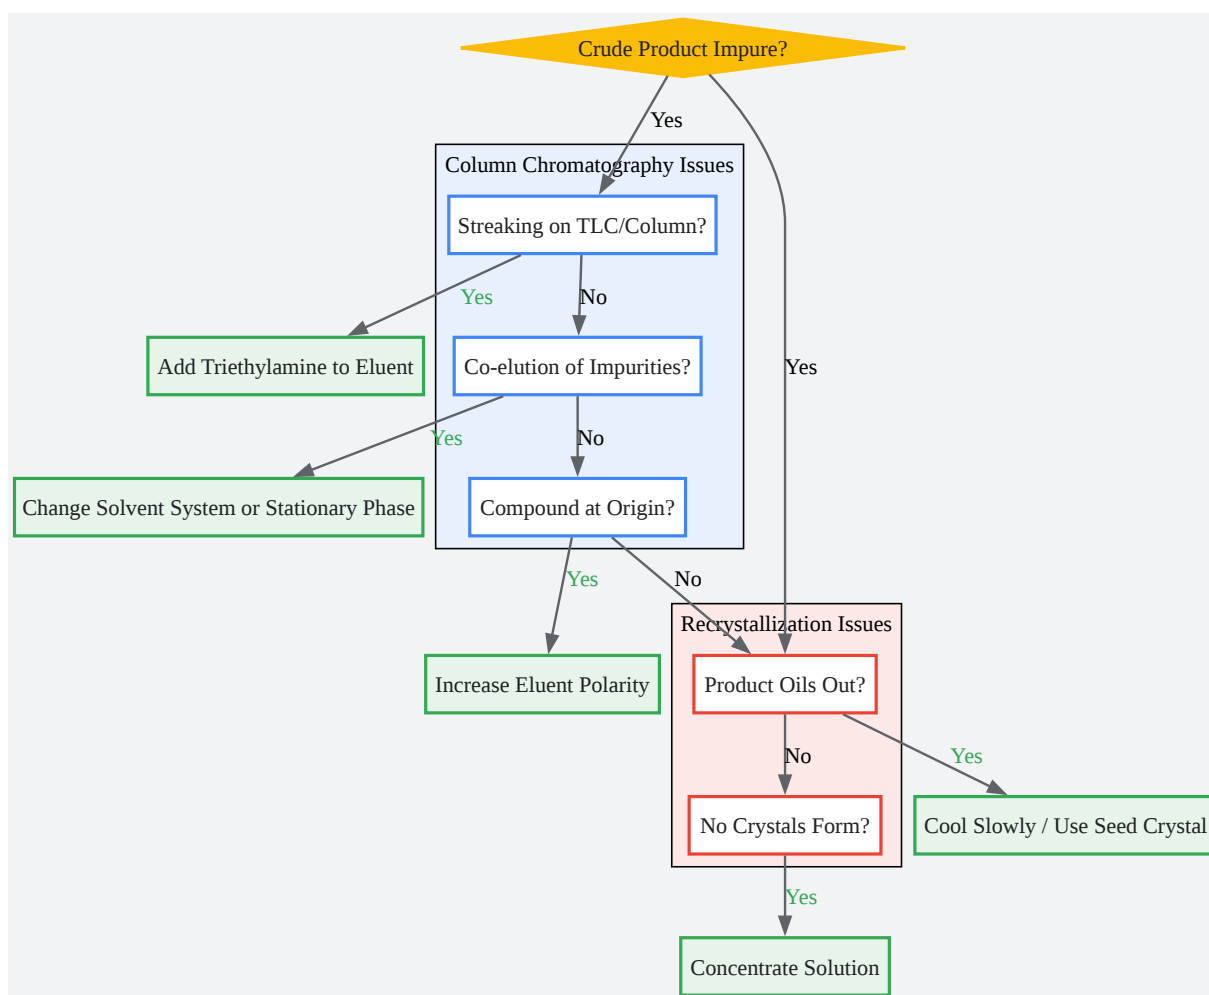 Crude Product Impure?
Yes
Column Chromatography Issues
Streaking on TLC/Column?
Yes
No
Add Triethylamine to Eluent
Co-elution of Impurities?
Yes
Yes
No
Change Solvent System or Stationary Phase
Compound at Origin?
Yes
No
Recrystallization Issues
Increase Eluent Polarity
Product Oils Out?
No
Yes
No Crystals Form?
Cool Slowly / Use Seed Crystal
Yes
Concentrate Solution